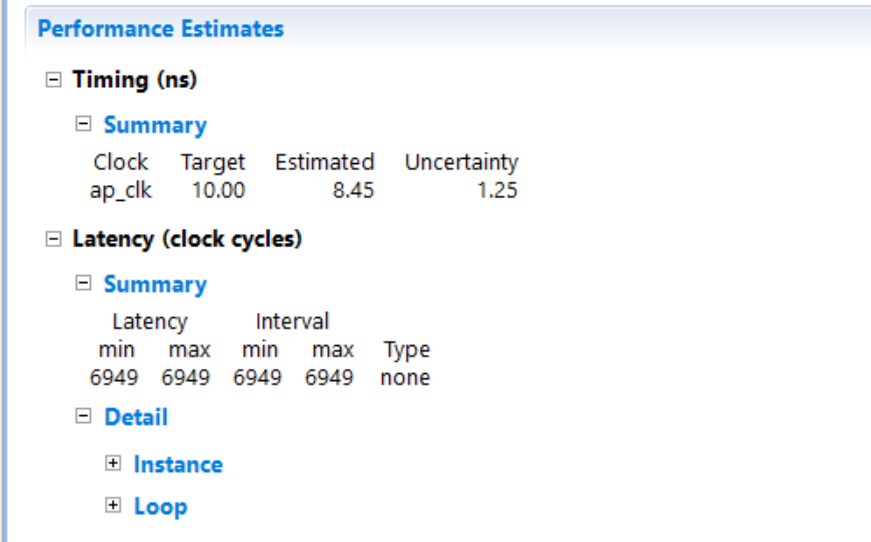 Performance Estimates
Timing (ns)
Summary
Clock Target Estimated Uncertainty
ap_clk 10.00 8.45 1.25
Latency (clock cycles)
Summary
Latency Interval
min max min max Type
6949 6949 6949 6949 none
Detail
Instance
Loop